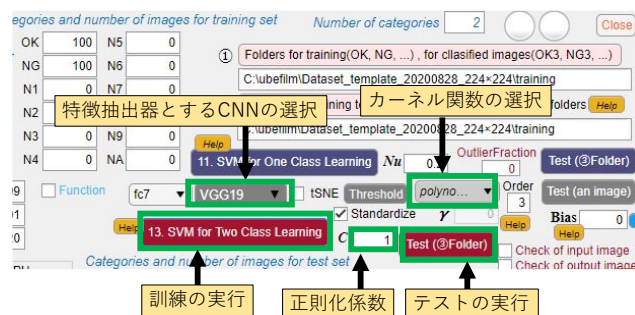 egories and number of images for training set
Number of categories 2
Close
OK 100 N5 0
① Folders for training(OK, NG, ...) , for cllasified images(OK3, NG3, ...)
NG 100 N6 0
C:\ubefilm\Dataset_template_20200828_224×224\training
N1 0 N7 0
特徴抽出器とするCNNの選択
カーネル関数の選択
N2
folders Help
C:\ubefilm\Dataset_template_20200828_224×224\training
N3 0 N9 0
Help
N4 0 NA 0
11. SVM for One Class Learning Nu 0. OutlierFraction 0 Test (③Folder)
Function fc7 VGG19 tSNE Threshold polyno... Order 3 Test (an image)
Standardize γ 0 Help Bias 0
Help
Help 13. SVM for Two Class Learning C 1 Test (③Folder)
Check of input image
Check of output image
Categories and number of images for test set
訓練の実行
正則化係数
テストの実行